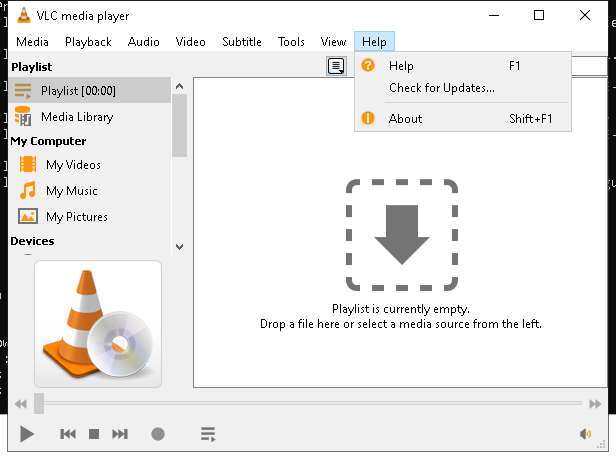 VLC media player
Media Playback Audio Video Subtitle Tools View Help
Playlist
Playlist [00:00]
Media Library
My Computer
My Videos
My Music
My Pictures
Devices
Help F1
Check for Updates...
About Shift+F1
Playlist is currently empty.
Drop a file here or select a media source from the left.